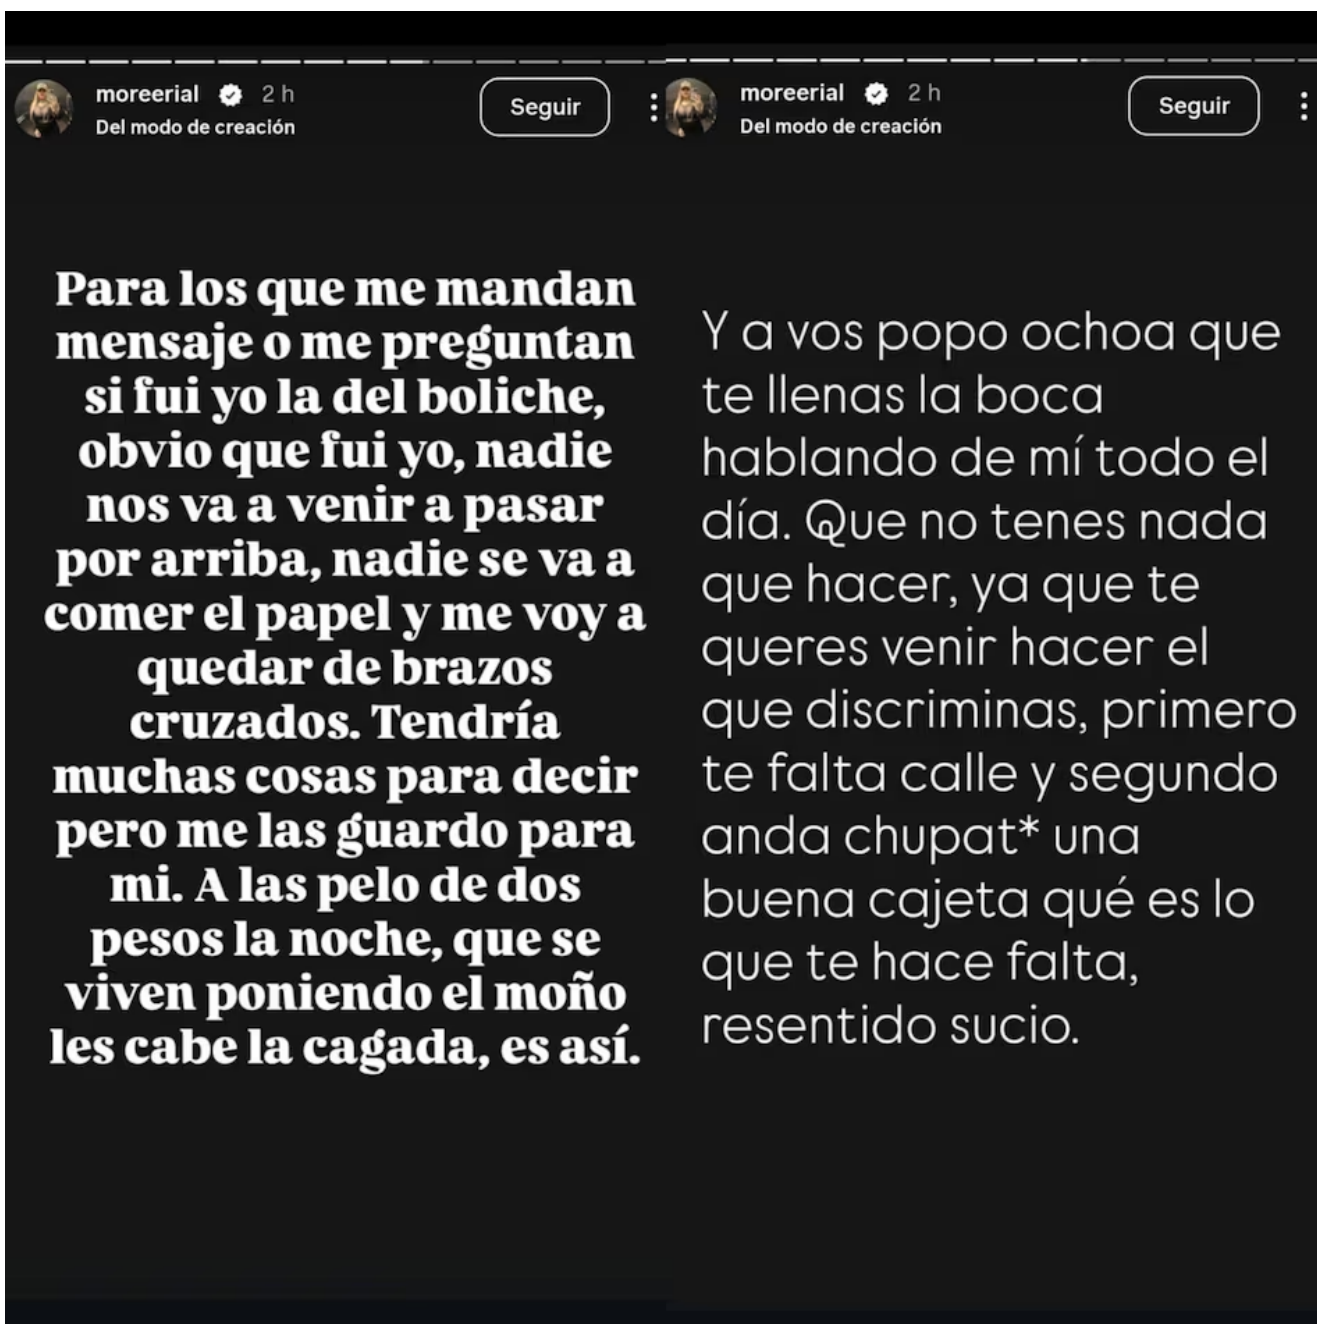 moreerial 2 h
Del modo de creación
Seguir
Para los que me mandan
mensaje o me preguntan
si fui yo la del boliche,
obvio que fui yo, nadie
nos va a venir a pasar
por arriba, nadie se va a
comer el papel y me voy a
quedar de brazos
cruzados. Tendría
muchas cosas para decir
pero me las guardo para
mi. A las pelo de dos
pesos la noche, que se
viven poniendo el moño
les cabe la cagada, es así.
moreerial 2 h
Del modo de creación
Seguir
Y a vos popo ochoa que
te llenas la boca
hablando de mí todo el
día. Que no tenes nada
que hacer, ya que te
queres venir hacer el
que discriminas, primero
te falta calle y segundo
anda chupat* una
buena cajeta qué es lo
que te hace falta,
resentido sucio.